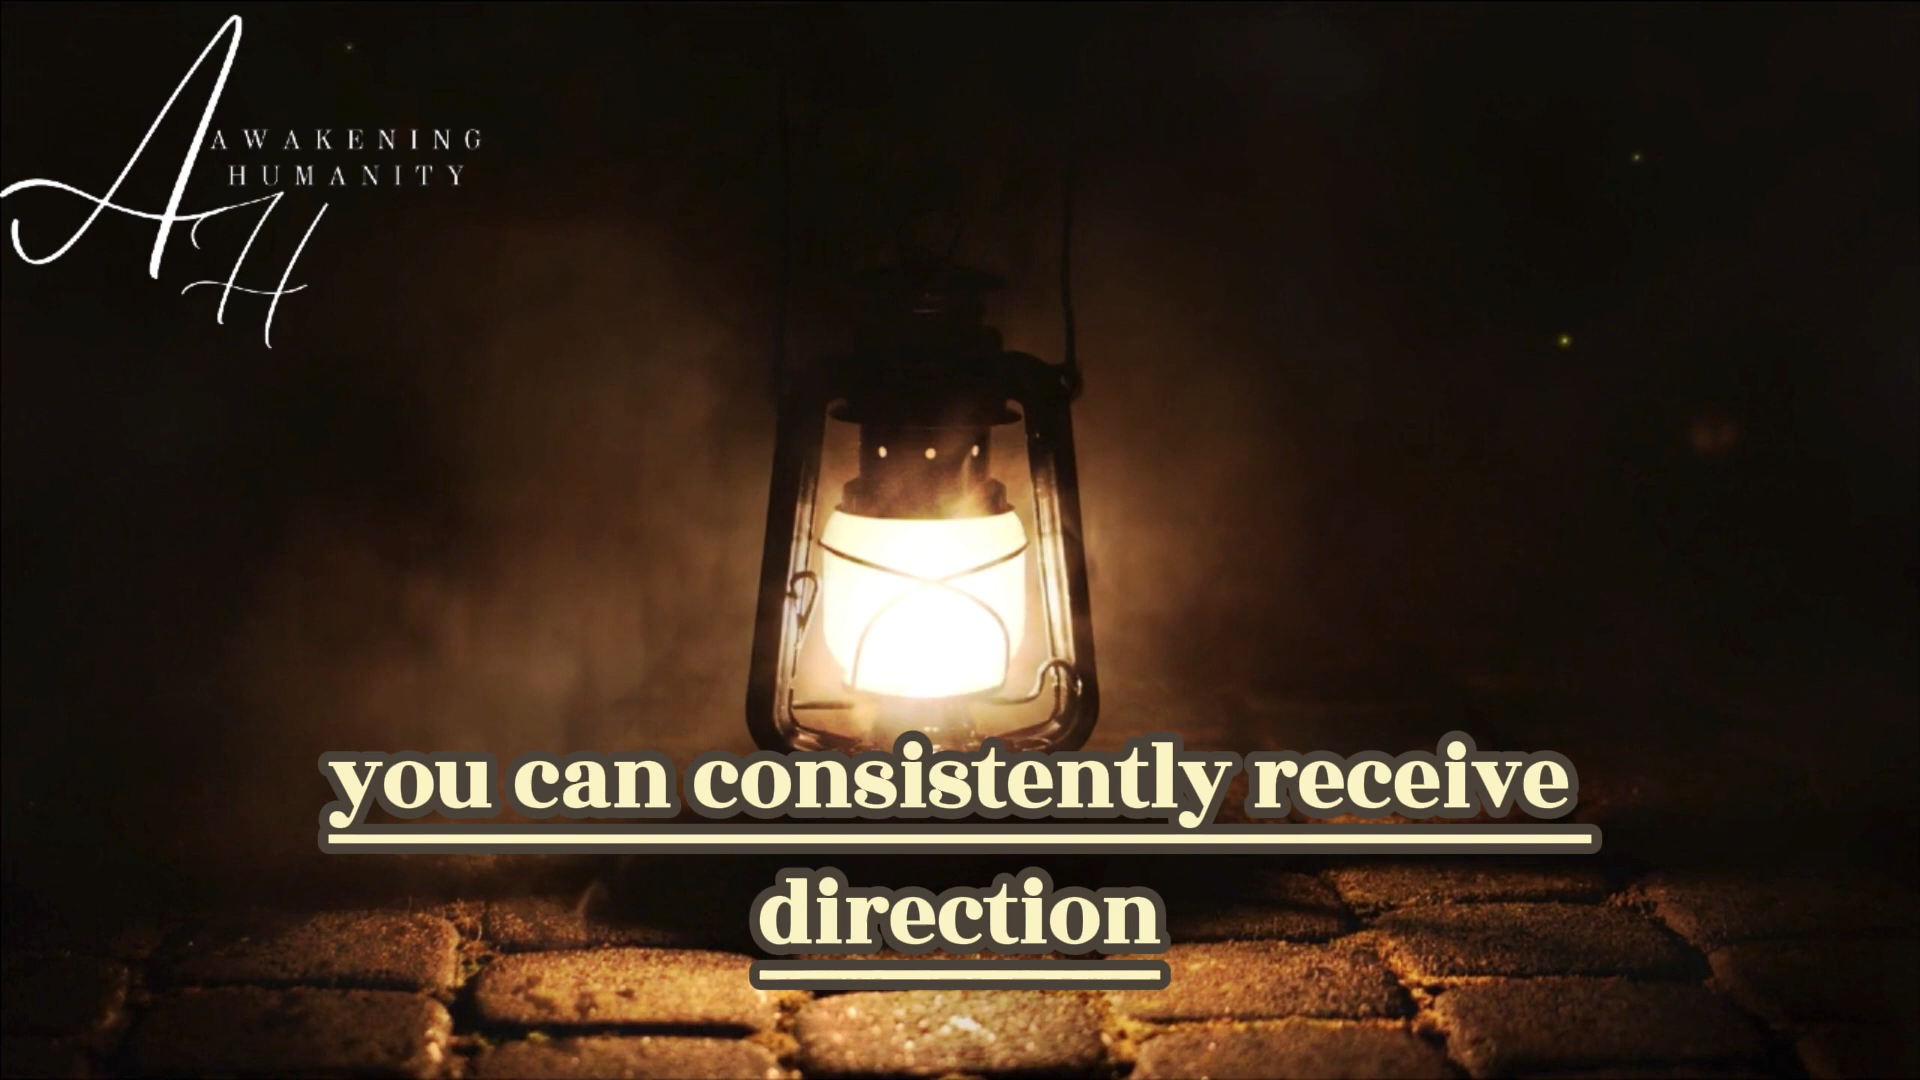 A
AWAKENING
HUMANITY
H
you can consistently receive
direction